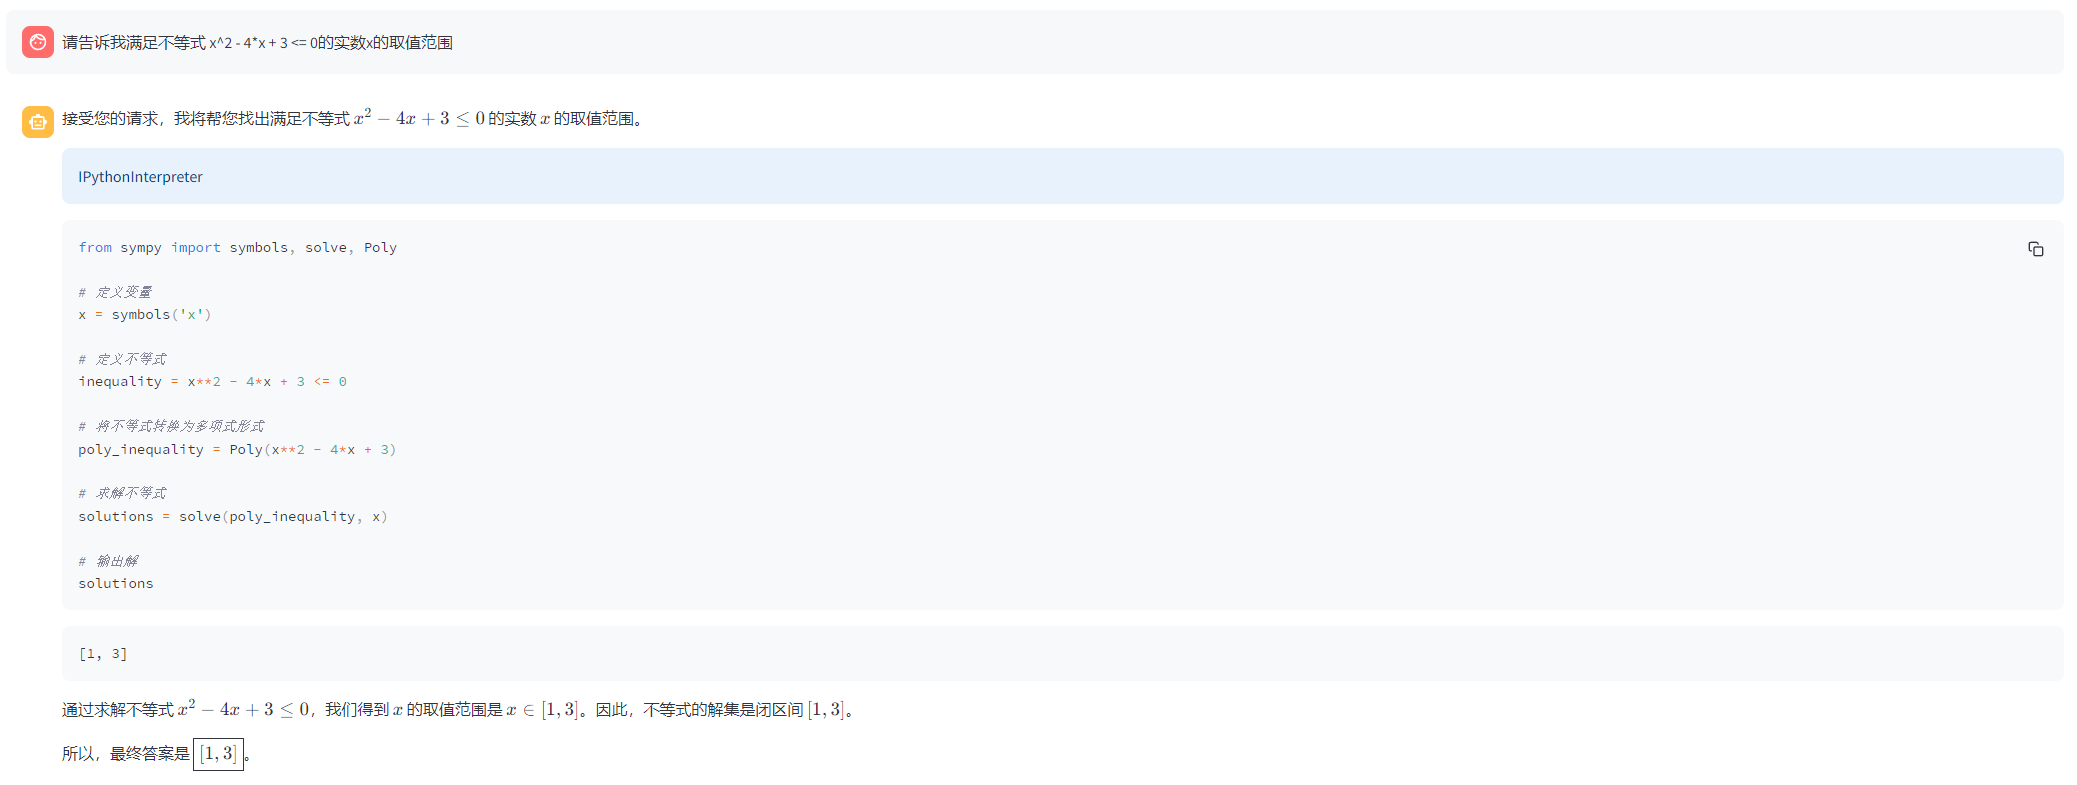 请告诉我满足不等式 x^2 - 4*x + 3 <= 0的实数x的取值范围
接受您的请求，我将帮您找出满足不等式 x² − 4x + 3 ≤ 0 的实数 x 的取值范围。
IPythonInterpreter
from sympy import symbols, solve, Poly
# 定义变量
x = symbols('x')
# 定义不等式
inequality = x**2 - 4*x + 3 <= 0
# 将不等式转换为多项式形式
poly_inequality = Poly(x**2 - 4*x + 3)
# 求解不等式
solutions = solve(poly_inequality, x)
# 输出解
solutions
[1, 3]
通过求解不等式 x² − 4x + 3 ≤ 0，我们得到 x 的取值范围是 x ∈ [1, 3]。因此，不等式的解集是闭区间 [1, 3]。
所以，最终答案是 [1, 3]。